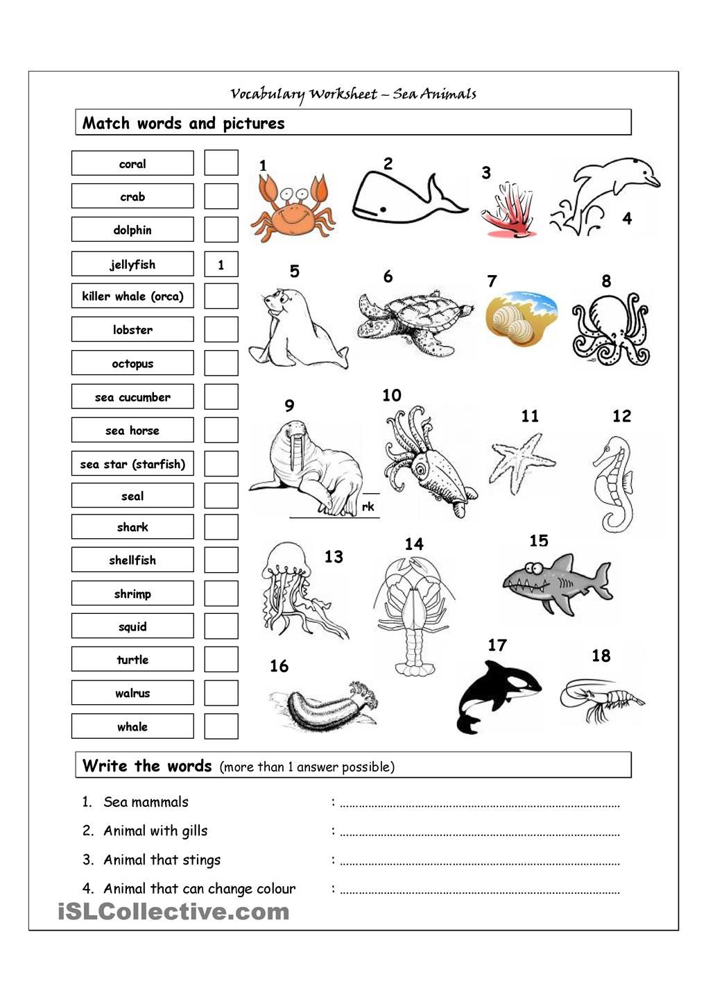 Vocabulary Worksheet – Sea Animals
Match words and pictures
coral
crab
dolphin
jellyfish 1
killer whale (orca)
lobster
octopus
sea cucumber
sea horse
sea star (starfish)
seal
shark
shellfish
shrimp
squid
turtle
walrus
whale
1 2 3 4
5 6 7 8
9 10 11 12
rk
13 14 15
16 17 18
Write the words (more than 1 answer possible)
1. Sea mammals : ....................................................................................
2. Animal with gills : ....................................................................................
3. Animal that stings : ....................................................................................
4. Animal that can change colour : ....................................................................................
iSLCollective.com